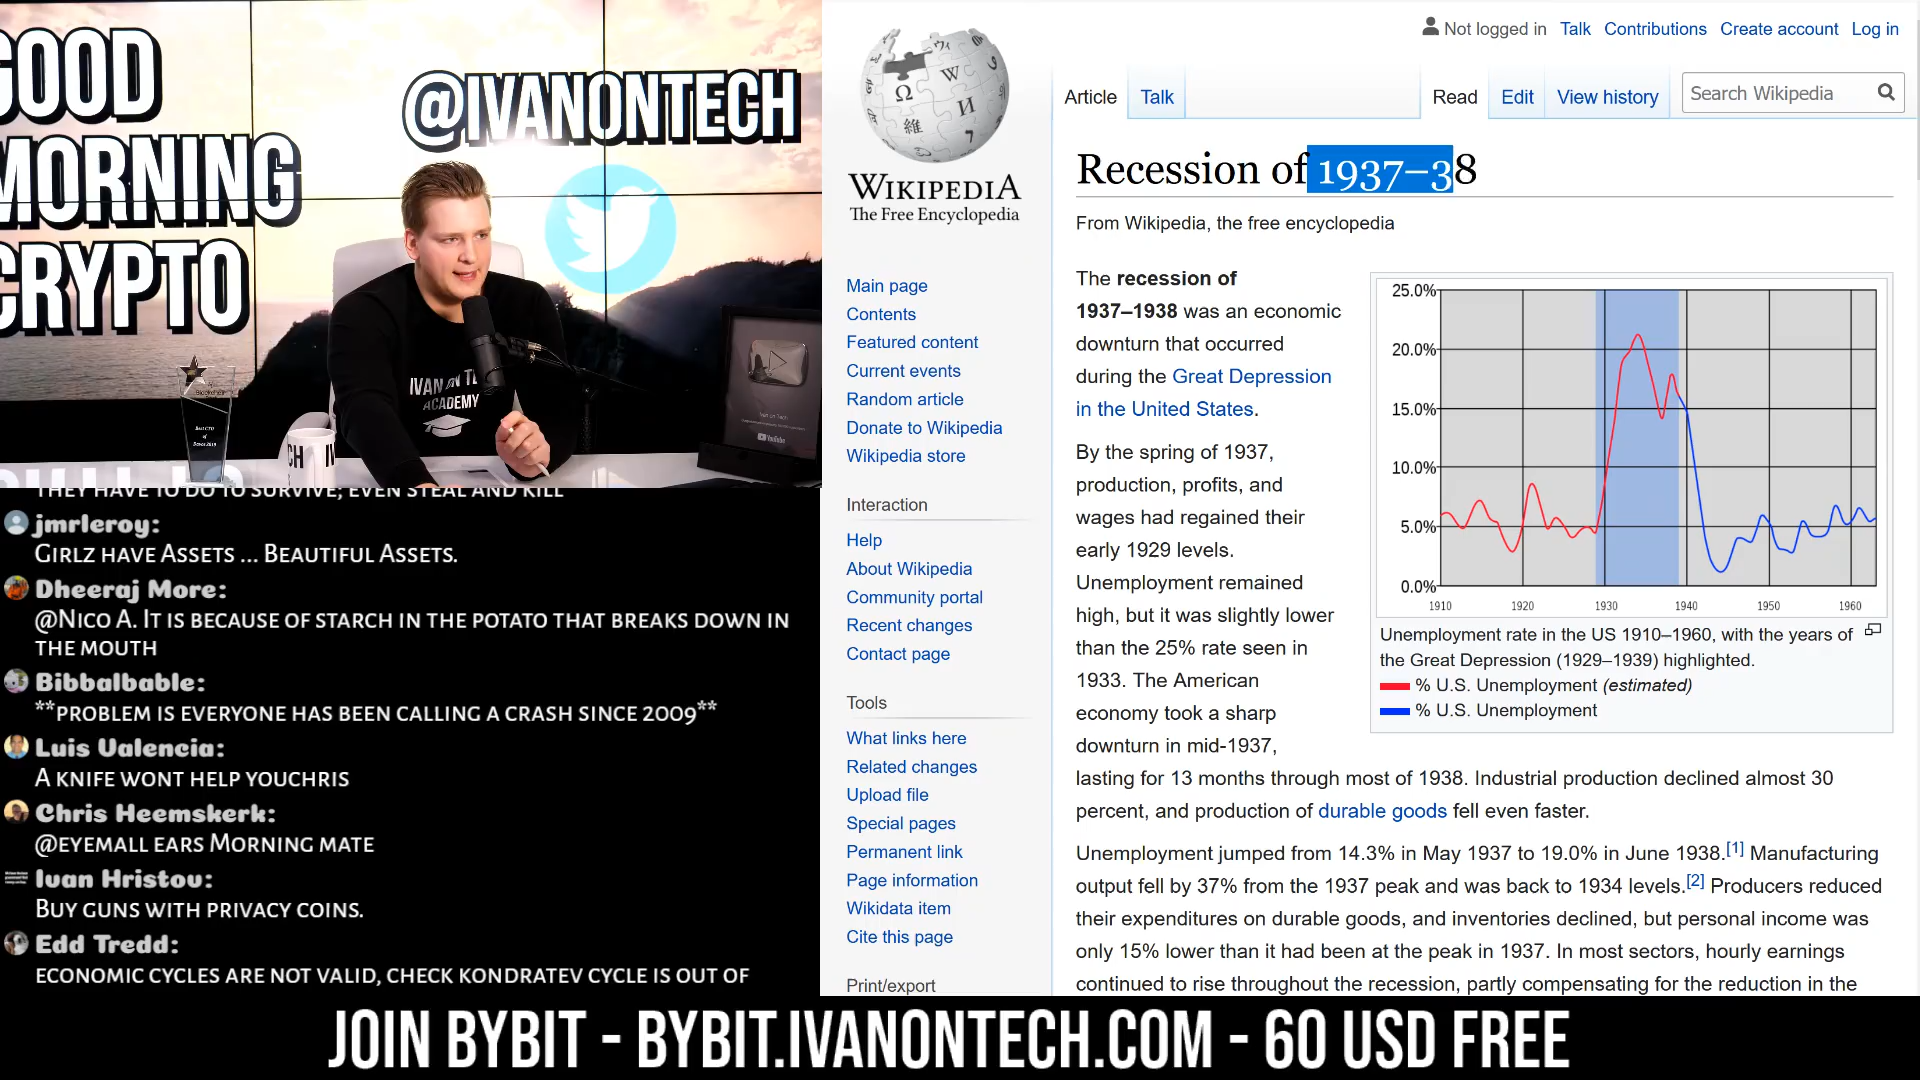 GOOD
MORNING
CRYPTO
@IVANONTECH
IVAN ON TECH
ACADEMY
YouTube
THEY HAVE TO DO TO SURVIVE, EVEN STEAL AND KILL
jmrleroy:
GIRLZ HAVE ASSETS ... BEAUTIFUL ASSETS.
Dheeraj More:
@NICO A. IT IS BECAUSE OF STARCH IN THE POTATO THAT BREAKS DOWN IN
THE MOUTH
Bibbalbable:
**PROBLEM IS EVERYONE HAS BEEN CALLING A CRASH SINCE 2009**
Luis Valencia:
A KNIFE WONT HELP YOUCHRIS
Chris Heemskerk:
@EYEMALL EARS MORNING MATE
Ivan Hristov:
BUY GUNS WITH PRIVACY COINS.
Edd Tredd:
ECONOMIC CYCLES ARE NOT VALID, CHECK KONDRATEV CYCLE IS OUT OF
WIKIPEDIA
The Free Encyclopedia
Main page
Contents
Featured content
Current events
Random article
Donate to Wikipedia
Wikipedia store
Interaction
Help
About Wikipedia
Community portal
Recent changes
Contact page
Tools
What links here
Related changes
Upload file
Special pages
Permanent link
Page information
Wikidata item
Cite this page
Print/export
Not logged in Talk Contributions Create account Log in
Article Talk Read Edit View history Search Wikipedia
Recession of 1937–38
From Wikipedia, the free encyclopedia
The recession of
1937–1938 was an economic
downturn that occurred
during the Great Depression
in the United States.
By the spring of 1937,
production, profits, and
wages had regained their
early 1929 levels.
Unemployment remained
high, but it was slightly lower
than the 25% rate seen in
1933. The American
economy took a sharp
downturn in mid-1937,
lasting for 13 months through most of 1938. Industrial production declined almost 30
percent, and production of durable goods fell even faster.
25.0%
20.0%
15.0%
10.0%
5.0%
0.0%
1910 1920 1930 1940 1950 1960
Unemployment rate in the US 1910–1960, with the years of
the Great Depression (1929–1939) highlighted.
% U.S. Unemployment (estimated)
% U.S. Unemployment
Unemployment jumped from 14.3% in May 1937 to 19.0% in June 1938.[1] Manufacturing
output fell by 37% from the 1937 peak and was back to 1934 levels.[2] Producers reduced
their expenditures on durable goods, and inventories declined, but personal income was
only 15% lower than it had been at the peak in 1937. In most sectors, hourly earnings
continued to rise throughout the recession, partly compensating for the reduction in the
JOIN BYBIT - BYBIT.IVANONTECH.COM - 60 USD FREE